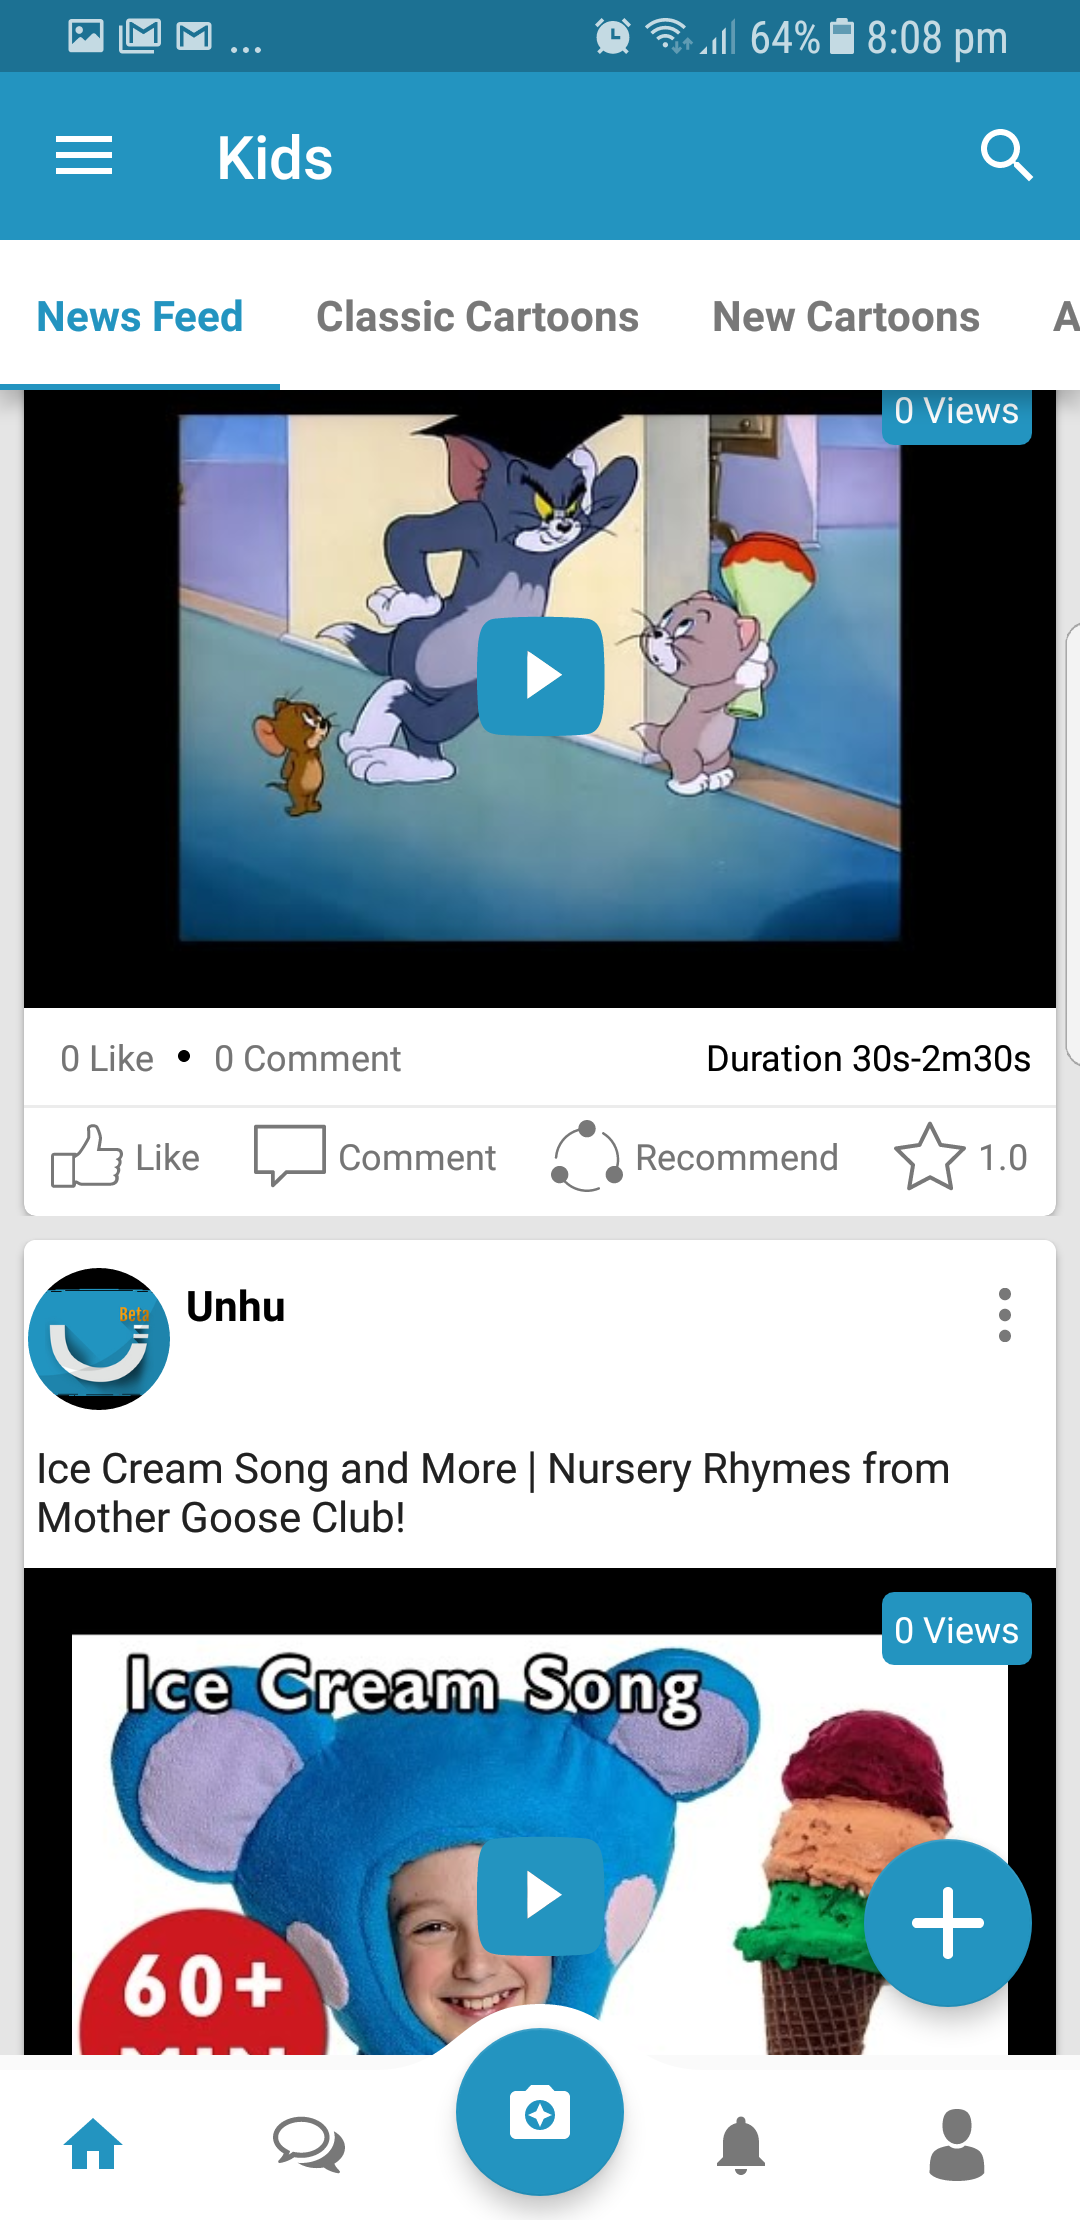 ... 64% 8:08 pm
Kids
News Feed Classic Cartoons New Cartoons A
0 Views
0 Like • 0 Comment Duration 30s-2m30s
Like Comment Recommend 1.0
Beta
Unhu
Ice Cream Song and More | Nursery Rhymes from
Mother Goose Club!
0 Views
Ice Cream Song
60+
MIN